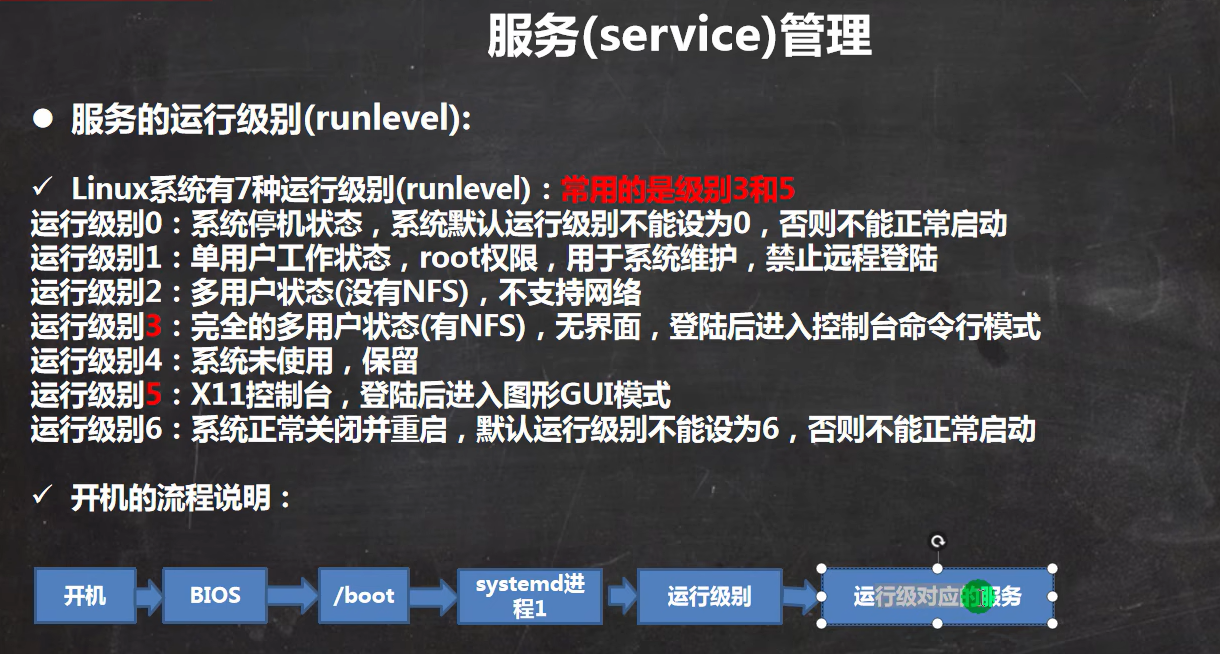 服务(service)管理
● 服务的运行级别(runlevel):
✓ Linux系统有7种运行级别(runlevel)：常用的是级别3和5
运行级别0：系统停机状态，系统默认运行级别不能设为0，否则不能正常启动
运行级别1：单用户工作状态，root权限，用于系统维护，禁止远程登陆
运行级别2：多用户状态(没有NFS)，不支持网络
运行级别3：完全的多用户状态(有NFS)，无界面，登陆后进入控制台命令行模式
运行级别4：系统未使用，保留
运行级别5：X11控制台，登陆后进入图形GUI模式
运行级别6：系统正常关闭并重启，默认运行级别不能设为6，否则不能正常启动
✓ 开机的流程说明：
开机
BIOS
/boot
systemd进
程1
运行级别
运行级对应的服务